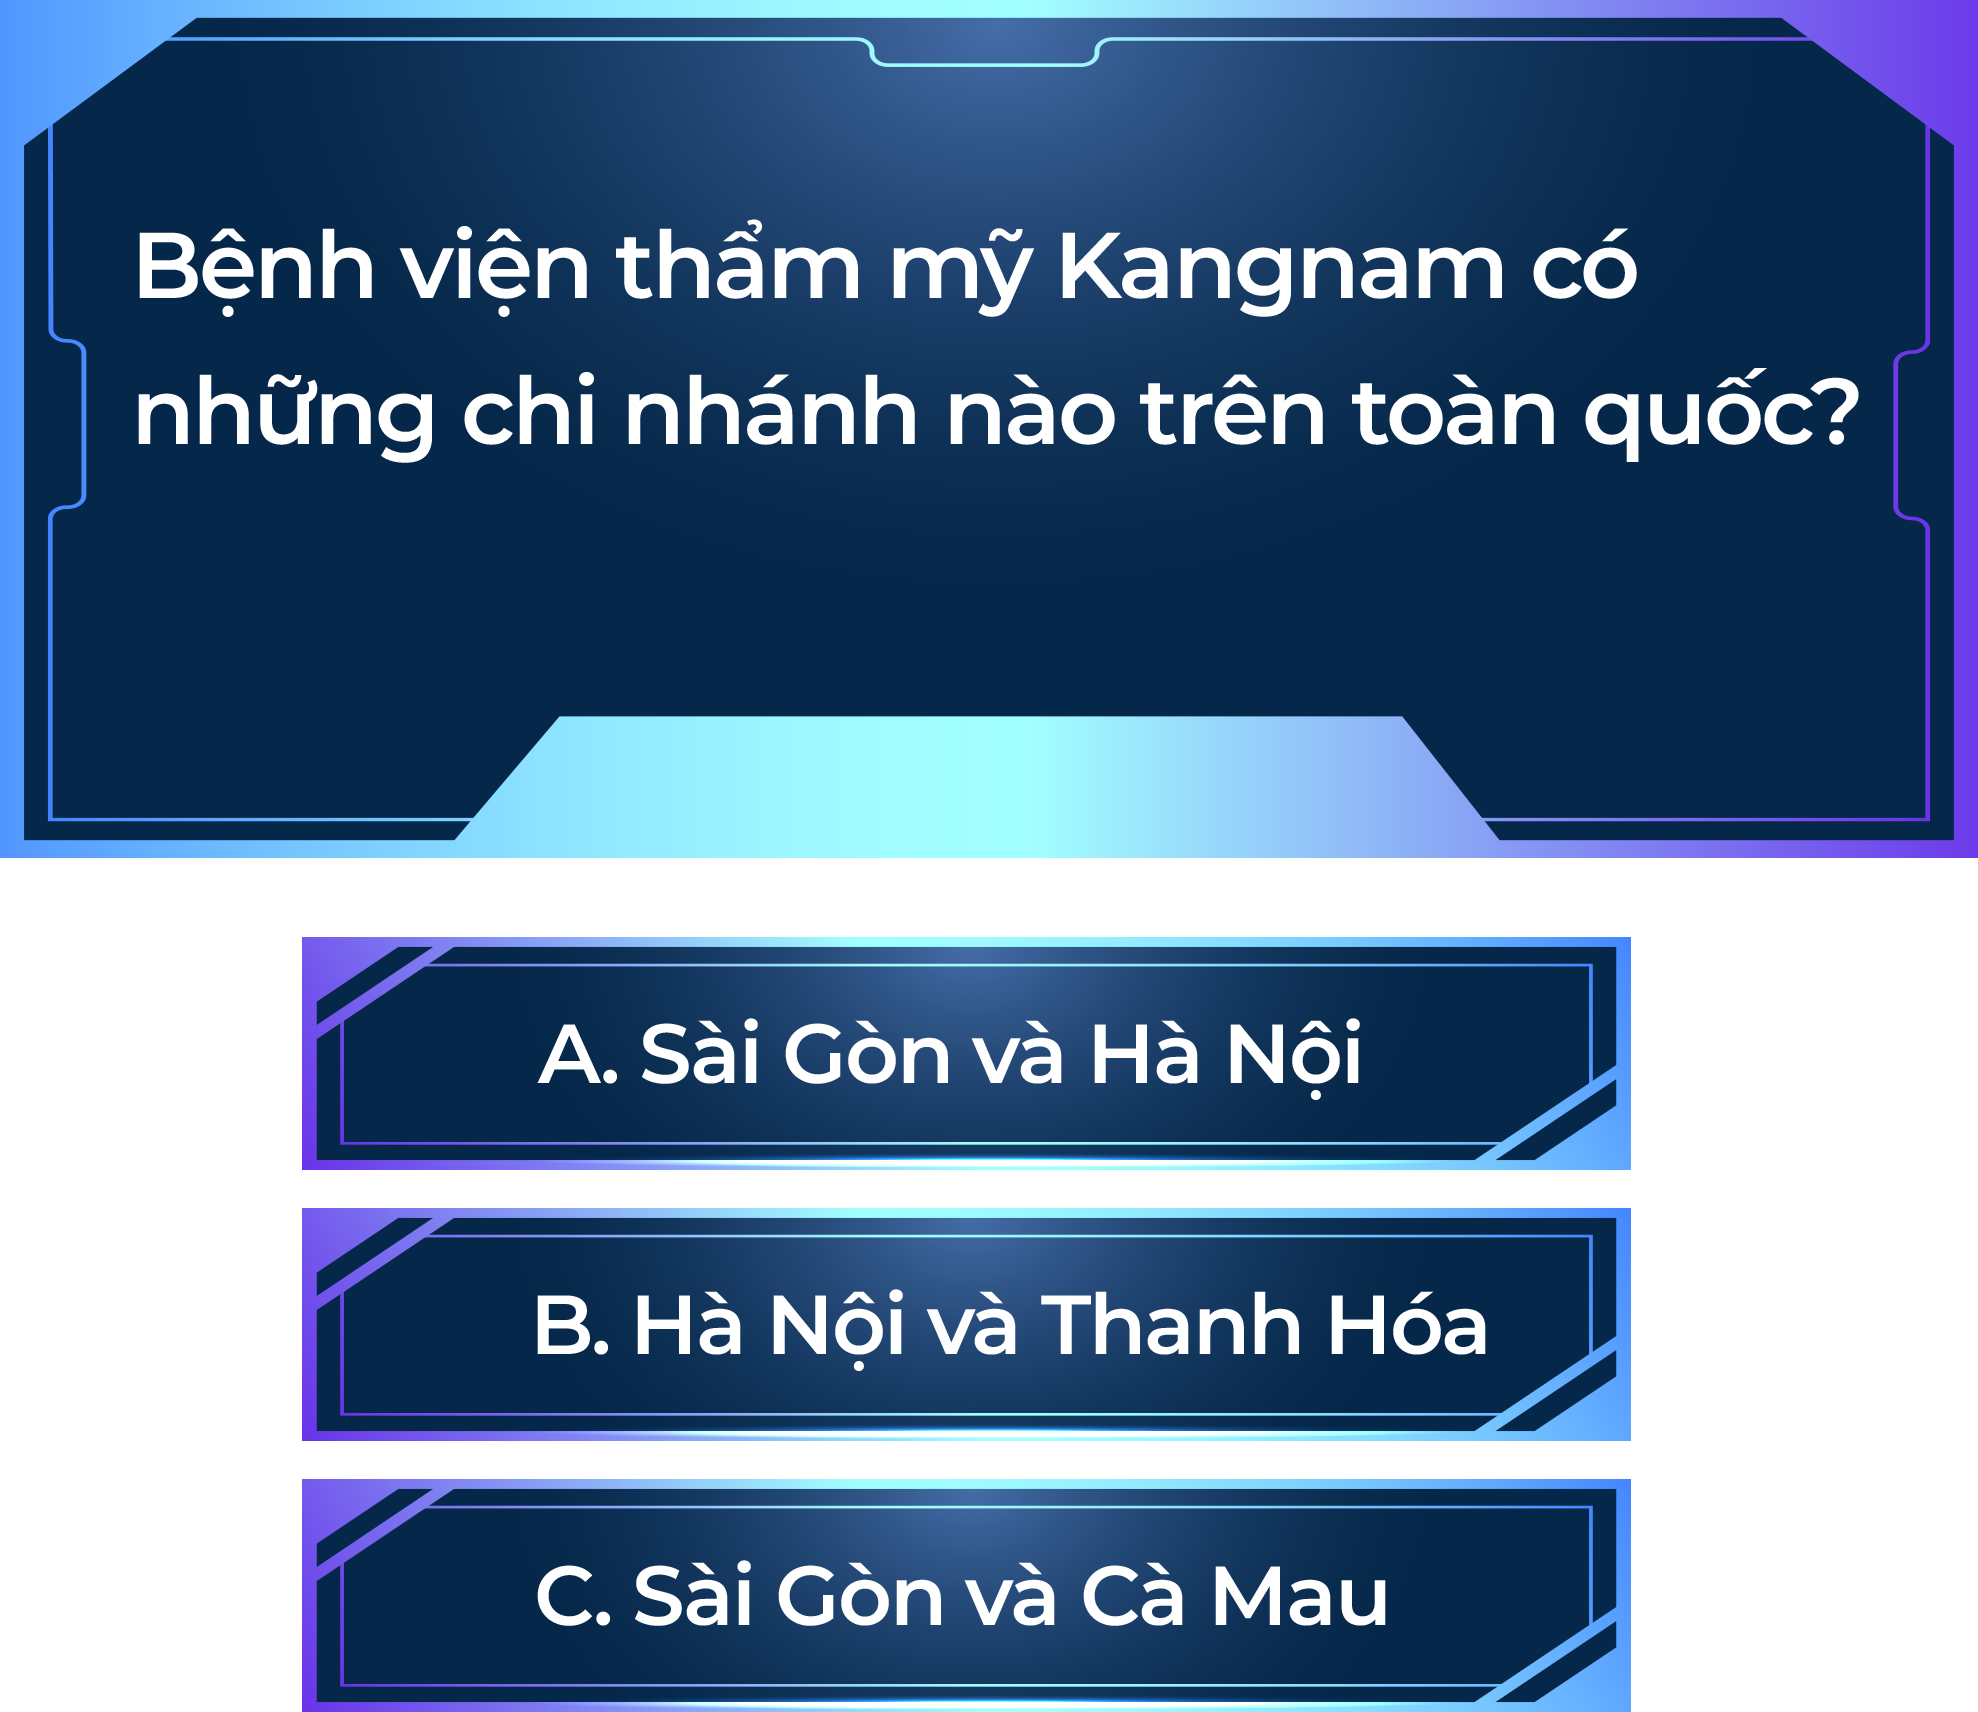 Bệnh viện thẩm mỹ Kangnam có
những chi nhánh nào trên toàn quốc?
A. Sài Gòn và Hà Nội
B. Hà Nội và Thanh Hóa
C. Sài Gòn và Cà Mau